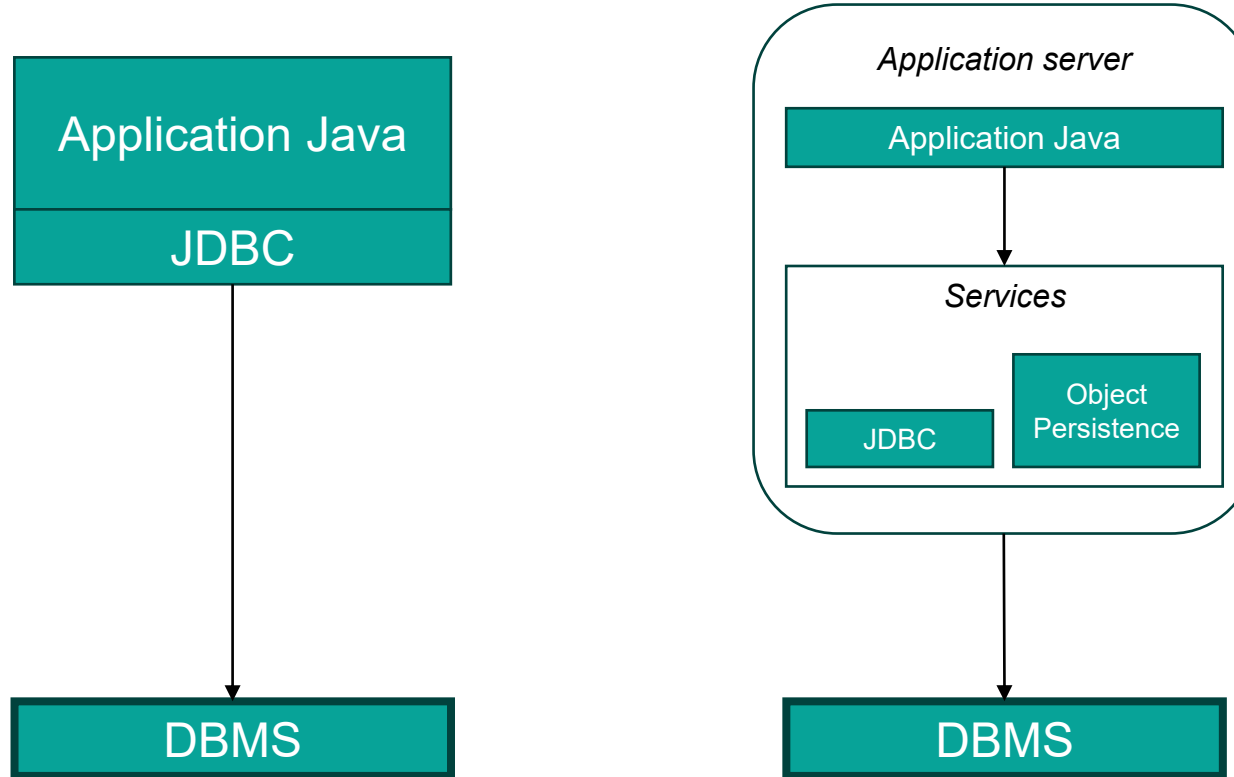 Application Java
JDBC
DBMS
Application server
Application Java
Services
JDBC
Object
Persistence
DBMS